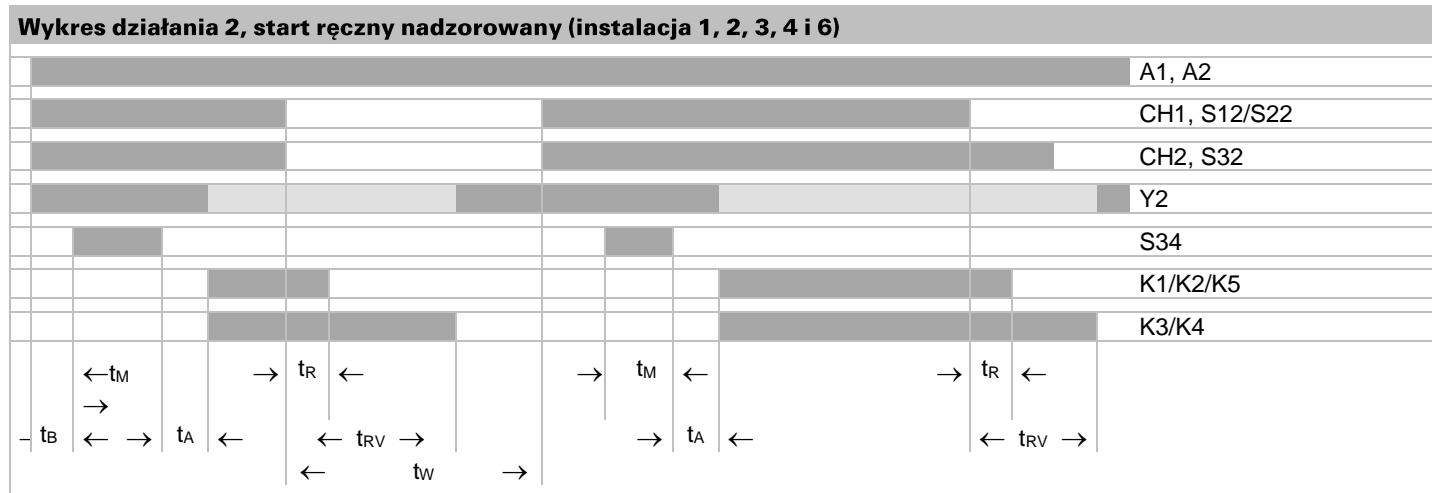 Wykres działania 2, start ręczny nadzorowany (instalacja 1, 2, 3, 4 i 6)
A1, A2
CH1, S12/S22
CH2, S32
Y2
S34
K1/K2/K5
K3/K4
←tM → tR ← → tM ← → tR ←
→
tB ← → tA ← ← tRV → → tA ← ← tRV →
← tW →